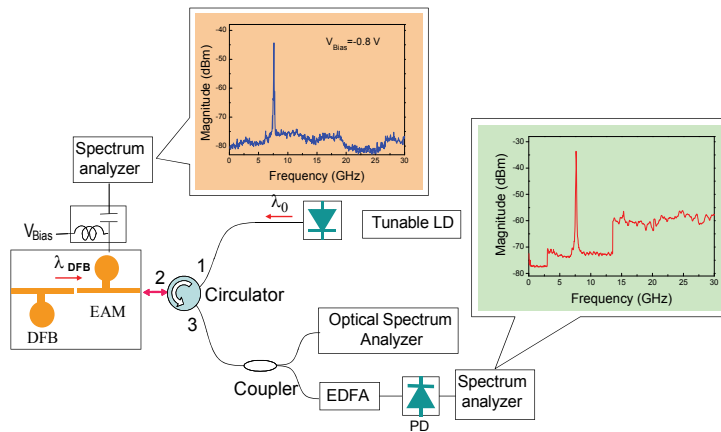 -40
-50
-60
-70
-80
Magnitude (dBm)
V_Bias=-0.8 V
0 5 10 15 20 25 30
Frequency (GHz)
Spectrum
analyzer
V_Bias
λ_DFB
DFB
EAM
λ_0
Tunable LD
1
2
3
Circulator
Coupler
Optical Spectrum
Analyzer
EDFA
PD
Spectrum
analyzer
-30
-40
-50
-60
-70
-80
Magnitude (dBm)
0 5 10 15 20 25 30
Frequency (GHz)